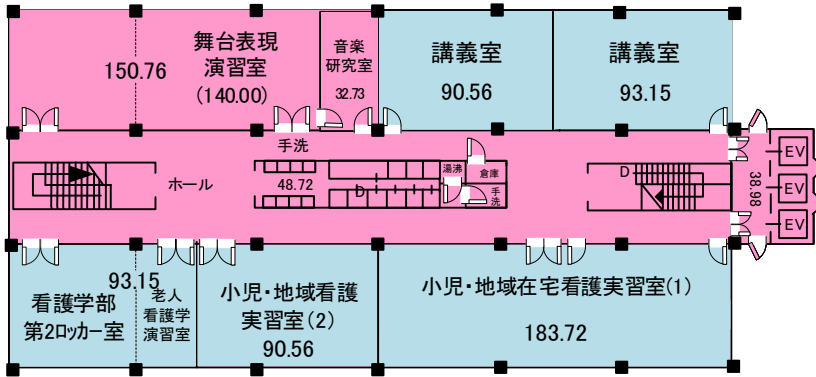 150.76
舞台表現
演習室
(140.00)
音楽
研究室
32.73
講義室
90.56
講義室
93.15
手洗
ホール
48.72
D
湯沸
倉庫
手
洗
D
38.98
EV
EV
EV
93.15
看護学部
第2ロッカー室
老人
看護学
演習室
小児・地域看護
実習室(2)
90.56
小児・地域在宅看護実習室(1)
183.72